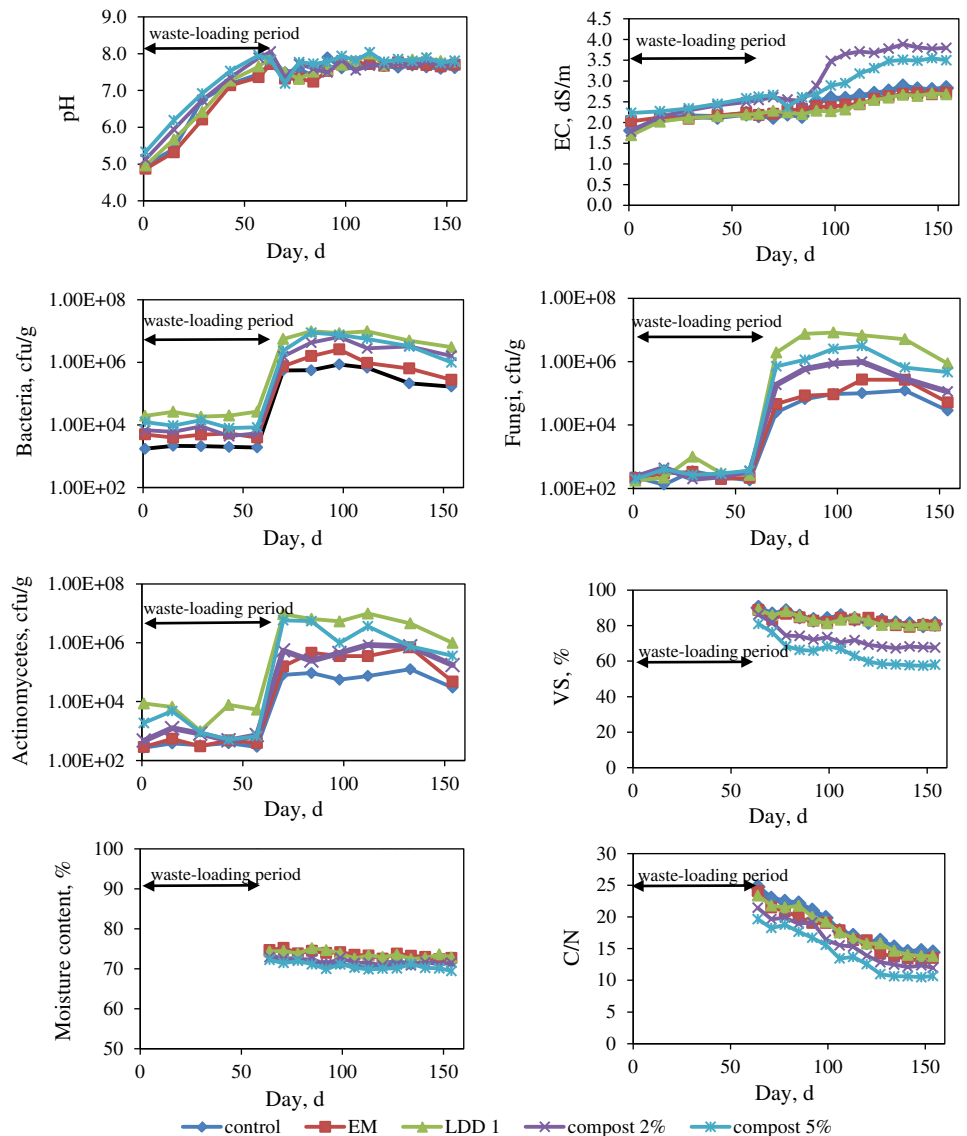 waste-loading period
9.0
8.0
7.0
6.0
5.0
4.0
pH
0 50 100 150
Day, d
waste-loading period
4.5
4.0
3.5
3.0
2.5
2.0
1.5
1.0
0.5
0.0
EC, dS/m
0 50 100 150
Day, d
waste-loading period
1.00E+08
1.00E+06
1.00E+04
1.00E+02
Bacteria, cfu/g
0 50 100 150
Day, d
waste-loading period
1.00E+08
1.00E+06
1.00E+04
1.00E+02
Fungi, cfu/g
0 50 100 150
Day, d
waste-loading period
1.00E+08
1.00E+06
1.00E+04
1.00E+02
Actinomycetes, cfu/g
0 50 100 150
Day, d
100
80
60
40
20
0
waste-loading period
VS, %
0 50 100 150
Day, d
100
90
80
70
60
50
waste-loading period
Moisture content, %
0 50 100 150
Day, d
30
25
20
15
10
5
0
waste-loading period
C/N
0 50 100 150
Day, d
control EM LDD 1 compost 2% compost 5%